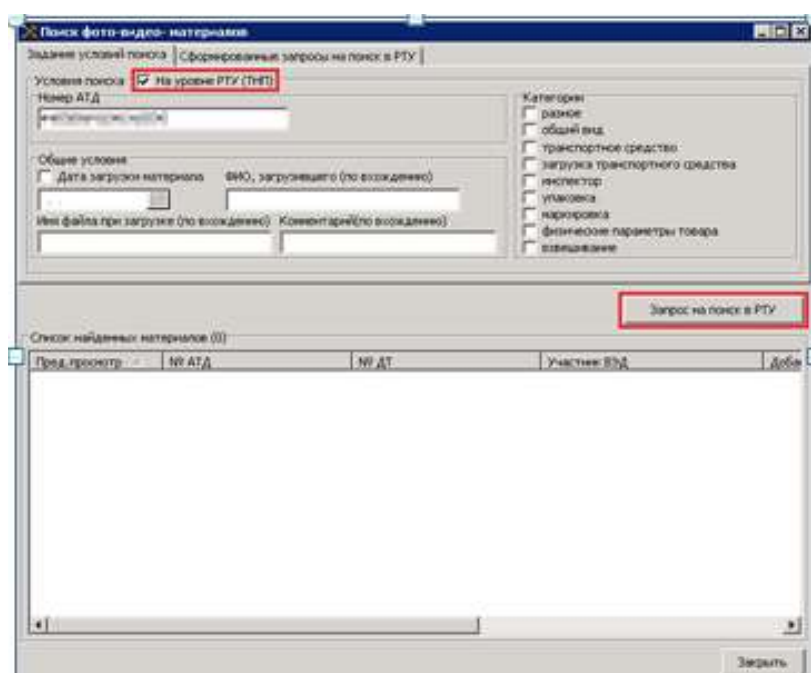 Поиск фото-видео- материалов
Задание условий поиска Сформированные запросы на поиск в РТУ
Условия поиска На уровне РТУ (ТНП)
Номер АТД
Категории
разное
общий вид
транспортное средство
загрузка транспортного средства
инспектор
упаковка
маркировка
физические параметры товара
взвешивание
Общие условия
Дата загрузки материала ФИО, загрузившего (по вхождению)
Имя файла при загрузке (по вхождению) Комментарий(по вхождению)
Запрос на поиск в РТУ
Список найденных материалов (0)
Пред.просмотр № АТД № ДТ Участник ВЭД Доба
Закрыть